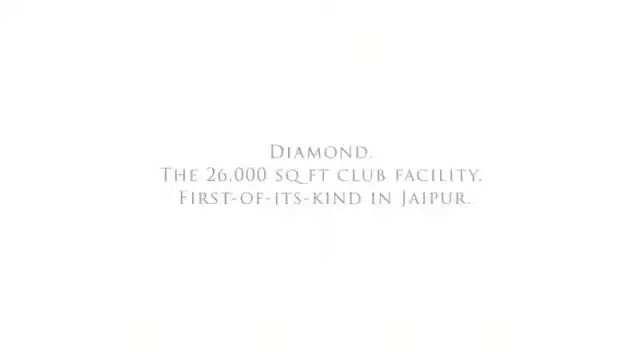 Diamond.
The 26,000 sq ft club facility.
First-of-its-kind in Jaipur.